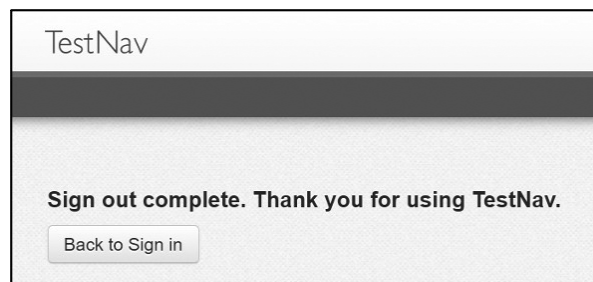 TestNav
Sign out complete. Thank you for using TestNav.
Back to Sign in